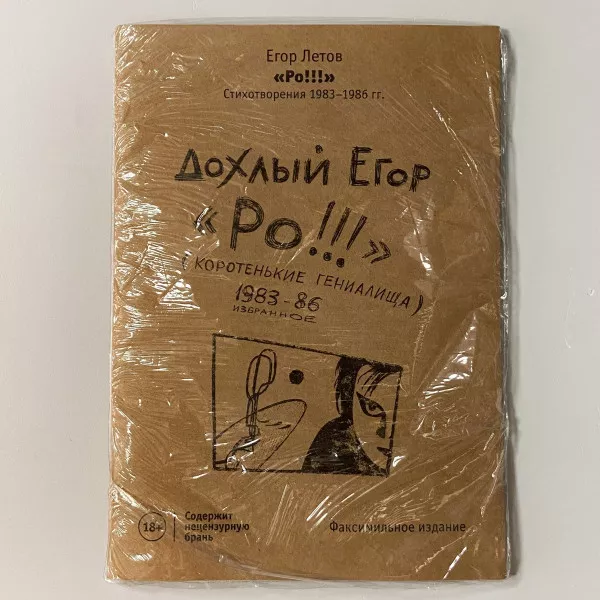 Егор Летов
«Ро!!!»
Стихотворения 1983–1986 гг.
Дохлый Егор
«Ро!!!»
(коротенькие гениалища)
1983-86
избранное
18+
Содержит
нецензурную
брань
Факсимильное издание